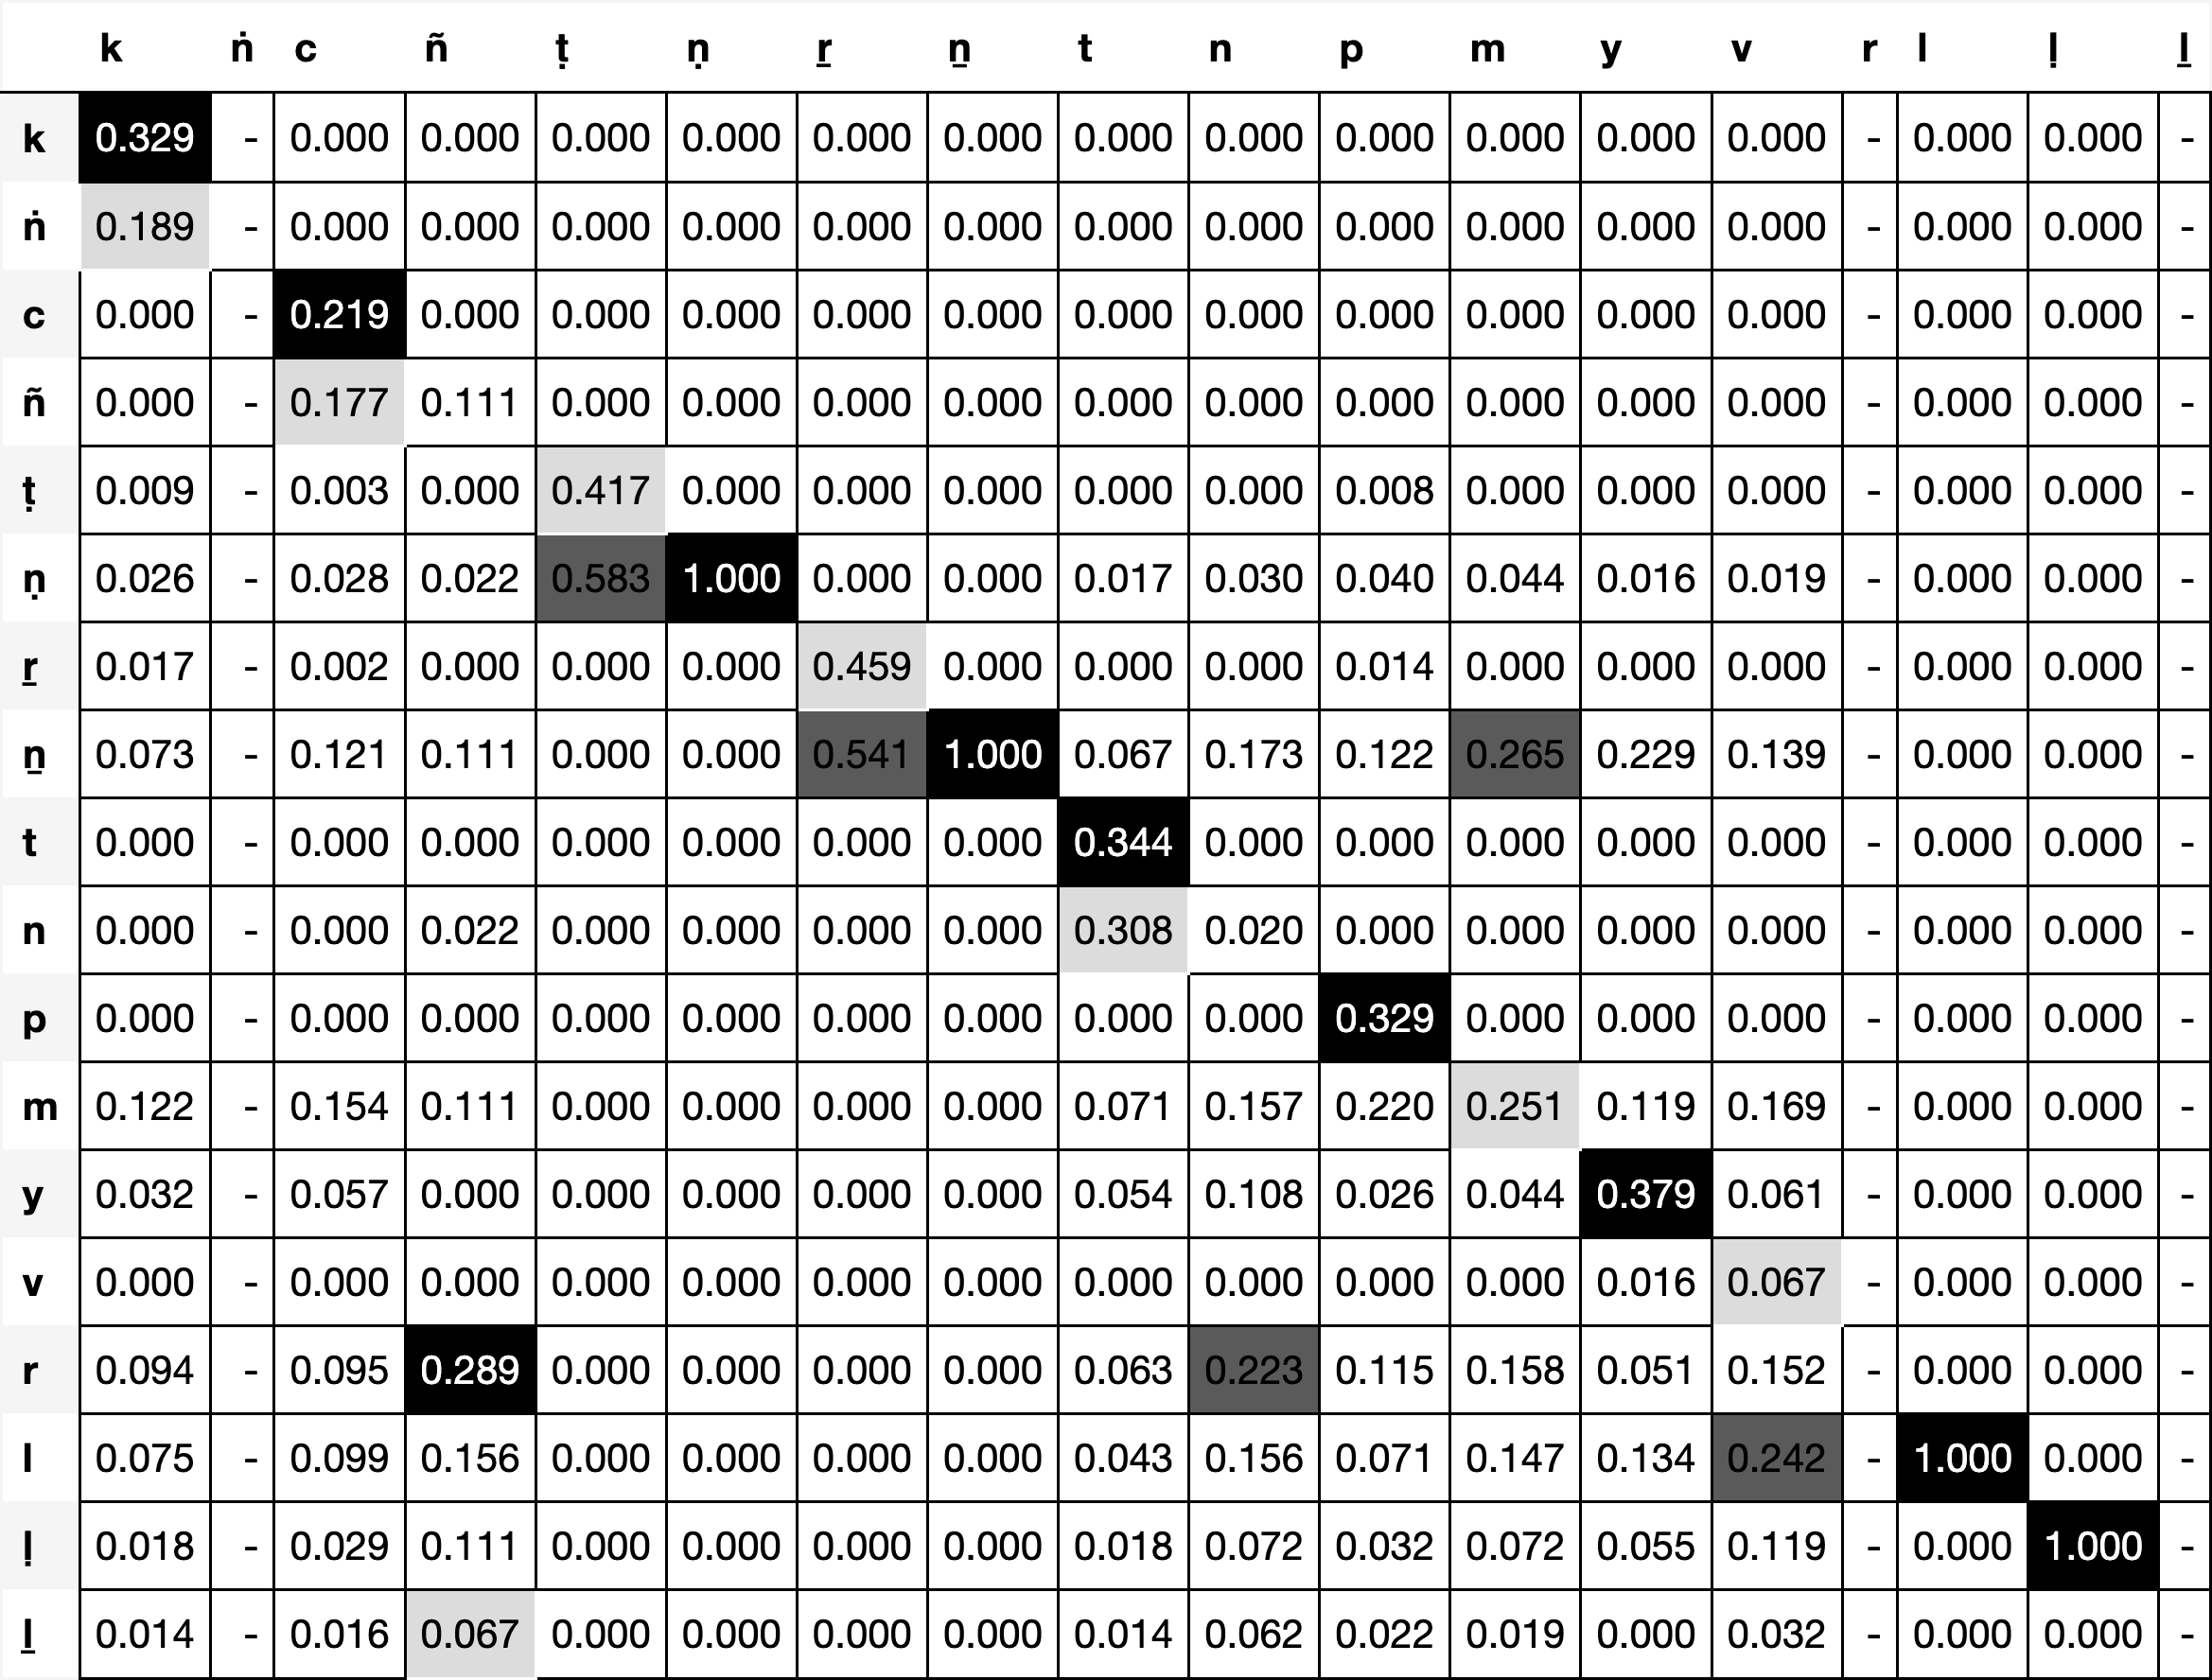 k ṅ c ñ ṭ ṇ ṟ ṉ t n p m y v r l ḷ ḻ
k 0.329 - 0.000 0.000 0.000 0.000 0.000 0.000 0.000 0.000 0.000 0.000 0.000 0.000 - 0.000 0.000 -
ṅ 0.189 - 0.000 0.000 0.000 0.000 0.000 0.000 0.000 0.000 0.000 0.000 0.000 0.000 - 0.000 0.000 -
c 0.000 - 0.219 0.000 0.000 0.000 0.000 0.000 0.000 0.000 0.000 0.000 0.000 0.000 - 0.000 0.000 -
ñ 0.000 - 0.177 0.111 0.000 0.000 0.000 0.000 0.000 0.000 0.000 0.000 0.000 0.000 - 0.000 0.000 -
ṭ 0.009 - 0.003 0.000 0.417 0.000 0.000 0.000 0.000 0.000 0.008 0.000 0.000 0.000 - 0.000 0.000 -
ṇ 0.026 - 0.028 0.022 0.583 1.000 0.000 0.000 0.017 0.030 0.040 0.044 0.016 0.019 - 0.000 0.000 -
ṟ 0.017 - 0.002 0.000 0.000 0.000 0.459 0.000 0.000 0.000 0.014 0.000 0.000 0.000 - 0.000 0.000 -
ṉ 0.073 - 0.121 0.111 0.000 0.000 0.541 1.000 0.067 0.173 0.122 0.265 0.229 0.139 - 0.000 0.000 -
t 0.000 - 0.000 0.000 0.000 0.000 0.000 0.000 0.344 0.000 0.000 0.000 0.000 0.000 - 0.000 0.000 -
n 0.000 - 0.000 0.022 0.000 0.000 0.000 0.000 0.308 0.020 0.000 0.000 0.000 0.000 - 0.000 0.000 -
p 0.000 - 0.000 0.000 0.000 0.000 0.000 0.000 0.000 0.000 0.329 0.000 0.000 0.000 - 0.000 0.000 -
m 0.122 - 0.154 0.111 0.000 0.000 0.000 0.000 0.071 0.157 0.220 0.251 0.119 0.169 - 0.000 0.000 -
y 0.032 - 0.057 0.000 0.000 0.000 0.000 0.000 0.054 0.108 0.026 0.044 0.379 0.061 - 0.000 0.000 -
v 0.000 - 0.000 0.000 0.000 0.000 0.000 0.000 0.000 0.000 0.000 0.000 0.016 0.067 - 0.000 0.000 -
r 0.094 - 0.095 0.289 0.000 0.000 0.000 0.000 0.063 0.223 0.115 0.158 0.051 0.152 - 0.000 0.000 -
l 0.075 - 0.099 0.156 0.000 0.000 0.000 0.000 0.043 0.156 0.071 0.147 0.134 0.242 - 1.000 0.000 -
ḷ 0.018 - 0.029 0.111 0.000 0.000 0.000 0.000 0.018 0.072 0.032 0.072 0.055 0.119 - 0.000 1.000 -
ḻ 0.014 - 0.016 0.067 0.000 0.000 0.000 0.000 0.014 0.062 0.022 0.019 0.000 0.032 - 0.000 0.000 -